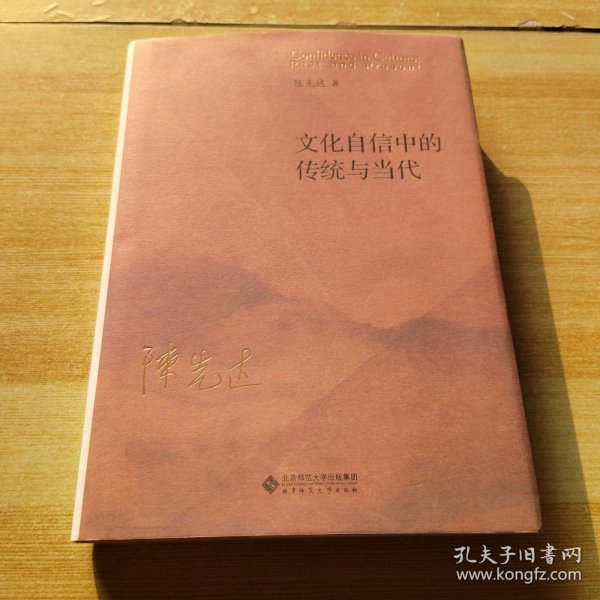 Confidence in Culture:
Past and Present
陈先达 著
文化自信中的
传统与当代
陳先达
北京师范大学出版集团
北京师范大学出版社
孔夫子旧书网
www.kongfz.com